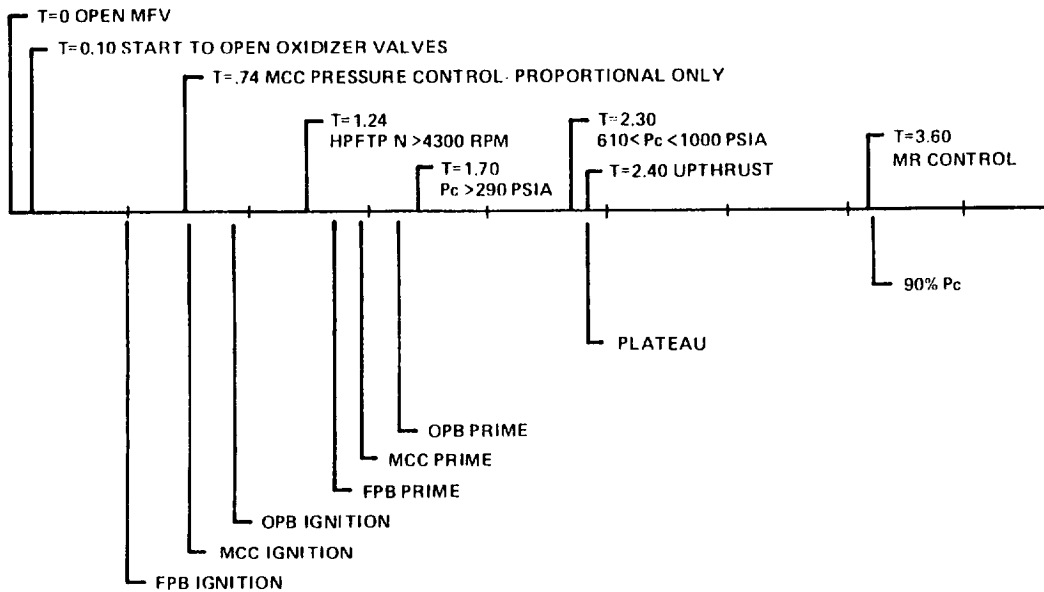 T=0 OPEN MFV
T=0.10 START TO OPEN OXIDIZER VALVES
T=.74 MCC PRESSURE CONTROL- PROPORTIONAL ONLY
T=1.24
HPFTP N >4300 RPM
T=1.70
Pc >290 PSIA
T=2.30
610< Pc <1000 PSIA
T=2.40 UPTHRUST
T=3.60
MR CONTROL
90% Pc
PLATEAU
OPB PRIME
MCC PRIME
FPB PRIME
OPB IGNITION
MCC IGNITION
FPB IGNITION